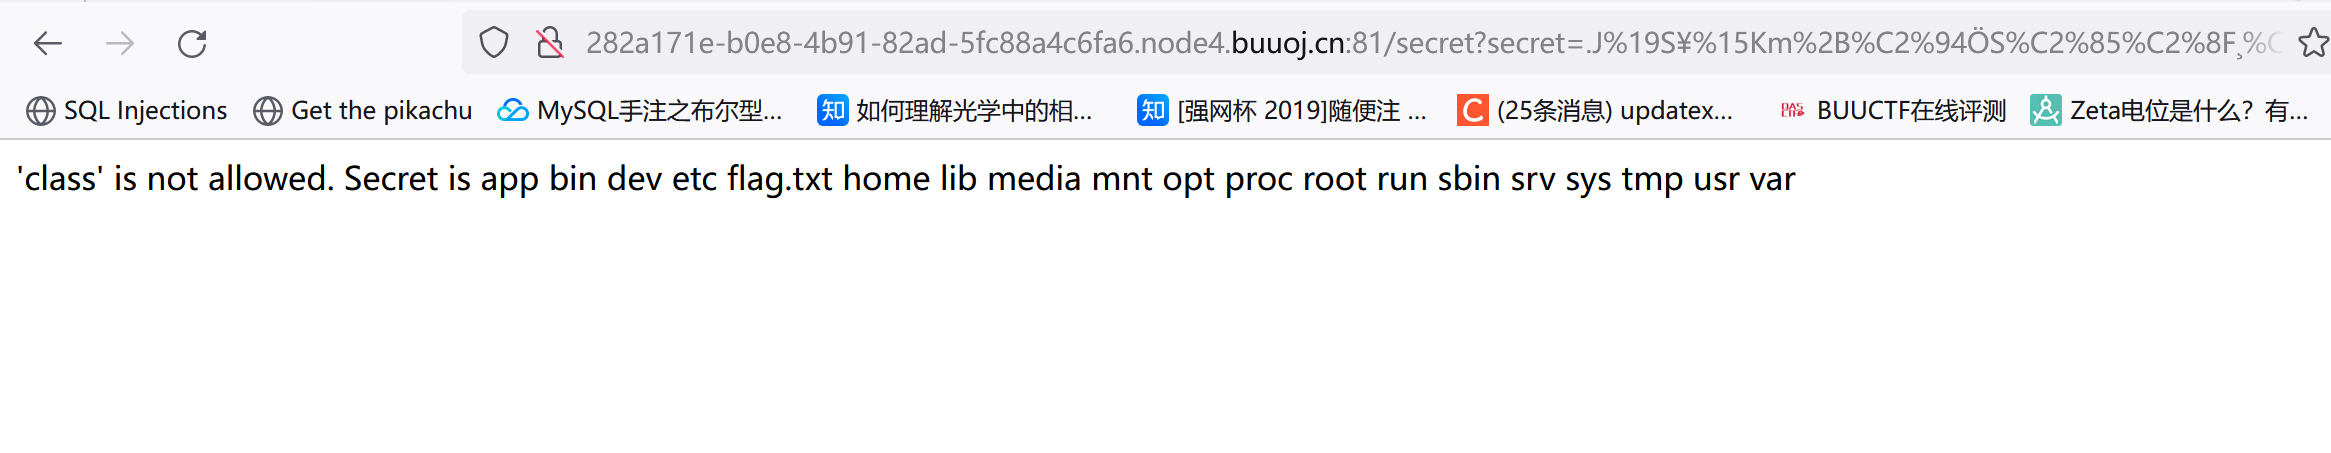 282a171e-b0e8-4b91-82ad-5fc88a4c6fa6.node4.buuoj.cn:81/secret?secret=.J%19S¥%15Km%2B%C2%94ÖS%C2%85%C2%8F¸%C
SQL Injections Get the pikachu MySQL手注之布尔型... 知 如何理解光学中的相... 知 [强网杯 2019]随便注 ... C (25条消息) updatex... BUUCTF在线评测 Zeta电位是什么？有...
'class' is not allowed. Secret is app bin dev etc flag.txt home lib media mnt opt proc root run sbin srv sys tmp usr var